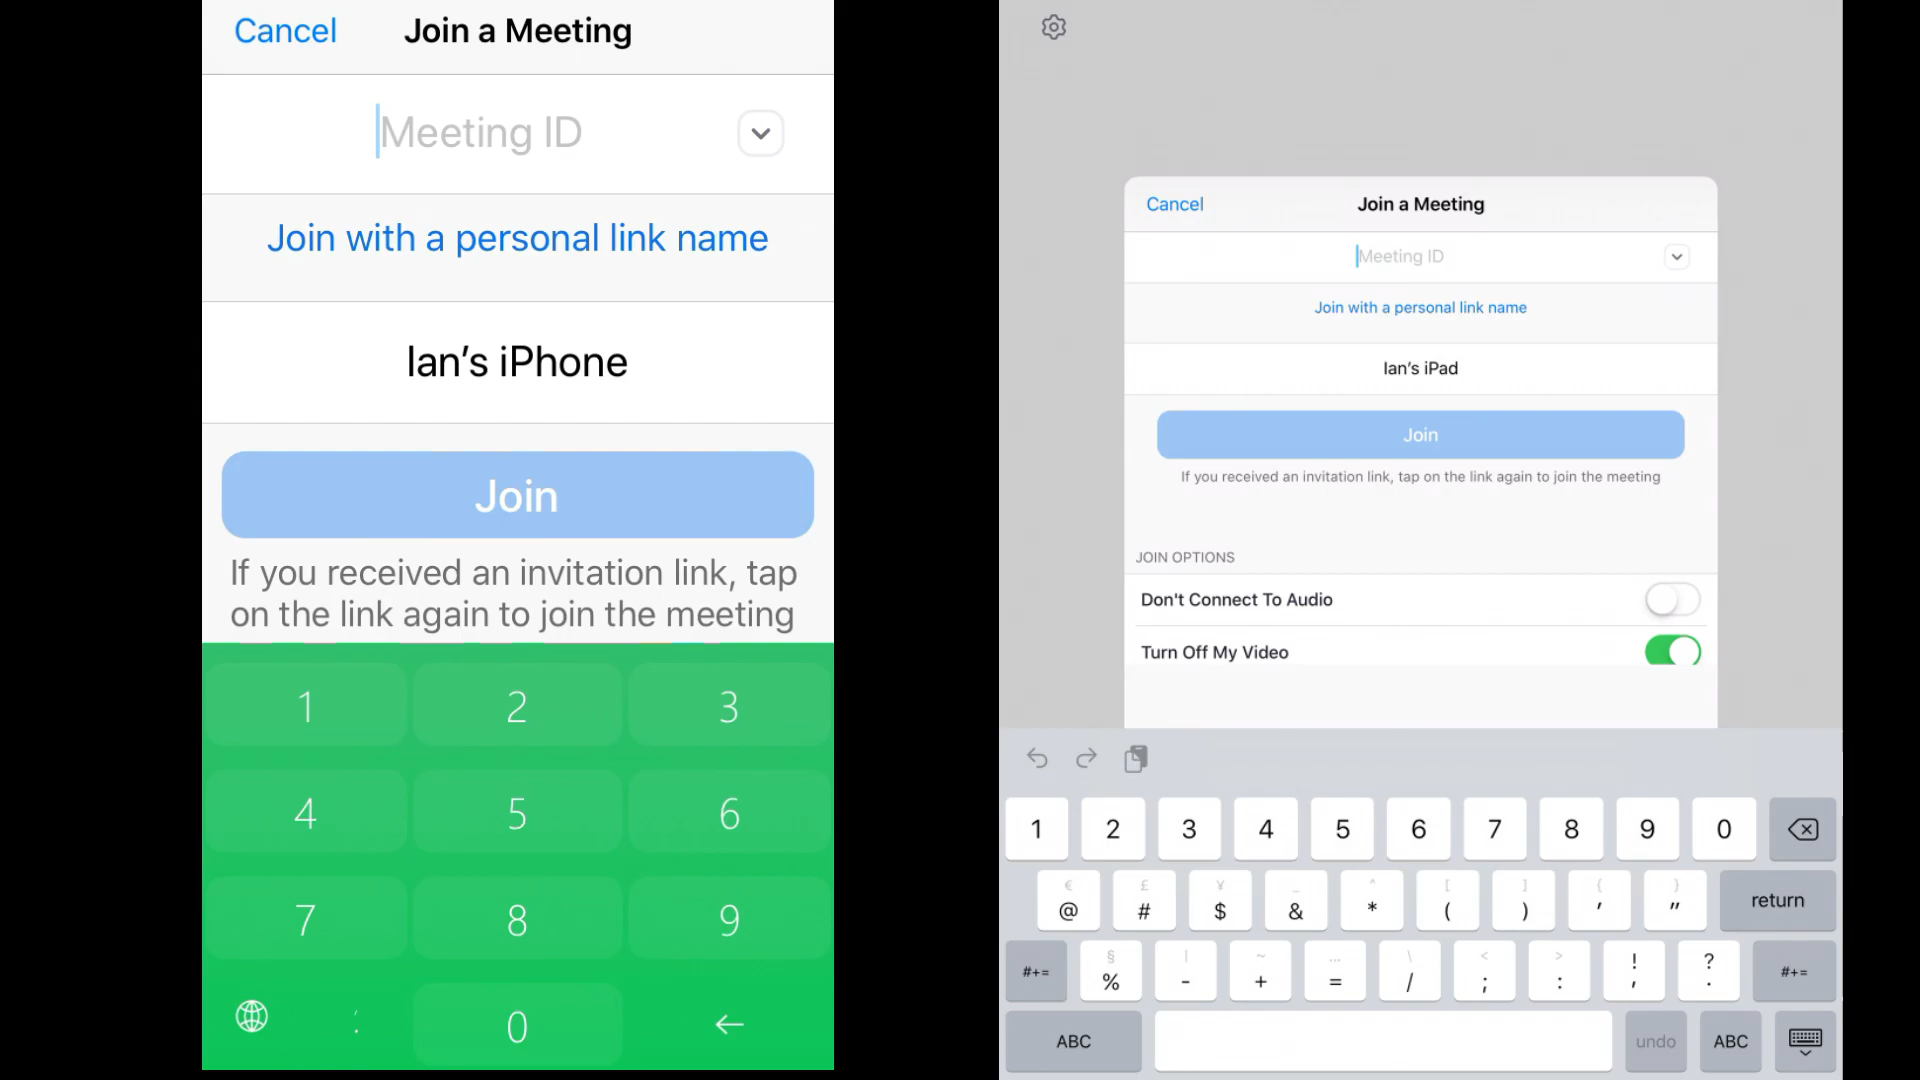 Cancel Join a Meeting
Meeting ID
Join with a personal link name
Ian’s iPhone
Join
If you received an invitation link, tap
on the link again to join the meeting
1 2 3
4 5 6
7 8 9
0 ←
Cancel Join a Meeting
Meeting ID
Join with a personal link name
Ian’s iPad
Join
If you received an invitation link, tap on the link again to join the meeting
JOIN OPTIONS
Don't Connect To Audio
Turn Off My Video
1 2 3 4 5 6 7 8 9 0
€ £ ¥ _ ^ [ ] { }
@ # $ & * ( ) ' " return
§ | ~ … \ < > ! ?
#+= % - + = / ; : , . #+=
ABC undo ABC